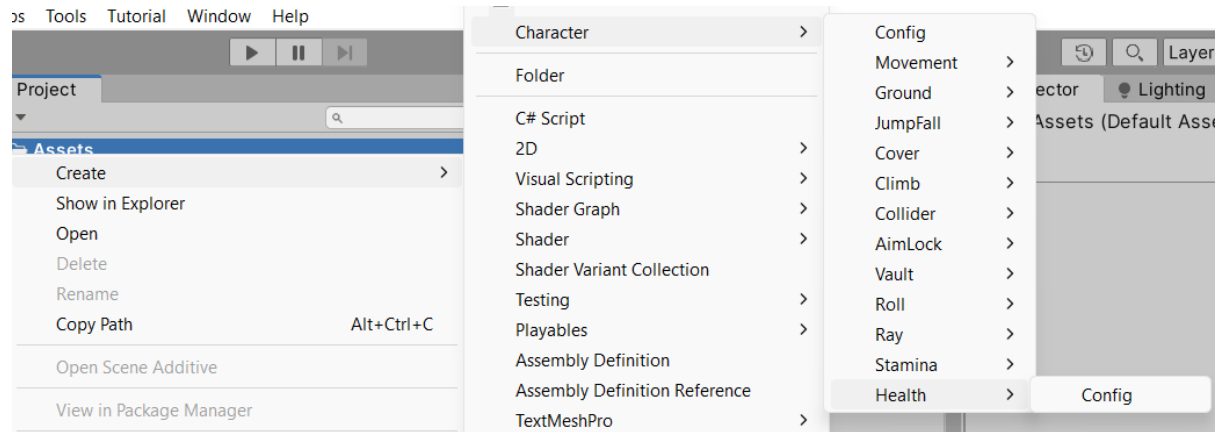 Tools Tutorial Window Help
Project
Assets
Create
Show in Explorer
Open
Delete
Rename
Copy Path Alt+Ctrl+C
Open Scene Additive
View in Package Manager
Character
Folder
C# Script
2D
Visual Scripting
Shader Graph
Shader
Shader Variant Collection
Testing
Playables
Assembly Definition
Assembly Definition Reference
TextMeshPro
Config
Movement
Ground
JumpFall
Cover
Climb
Collider
AimLock
Vault
Roll
Ray
Stamina
Health
Config
Layer
ector Lighting
Assets (Default Asse